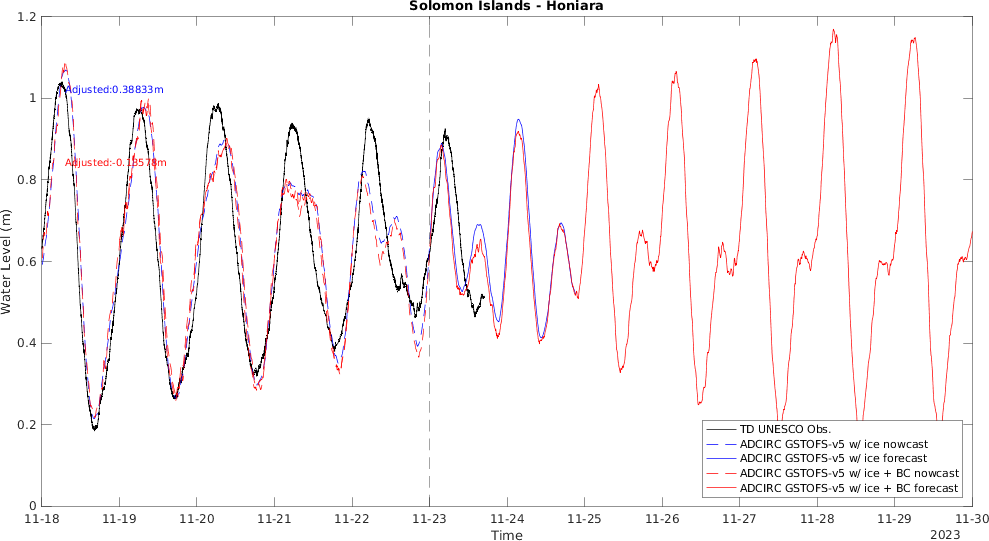 Solomon Islands - Honiara
1.2
1
0.8
0.6
0.4
0.2
0
Water Level (m)
Adjusted:0.38833m
Adjusted:-0.18578m
TD UNESCO Obs.
ADCIRC GSTOFS-v5 w/ ice nowcast
ADCIRC GSTOFS-v5 w/ ice forecast
ADCIRC GSTOFS-v5 w/ ice + BC nowcast
ADCIRC GSTOFS-v5 w/ ice + BC forecast
11-18 11-19 11-20 11-21 11-22 11-23 11-24 11-25 11-26 11-27 11-28 11-29 11-30
Time
2023